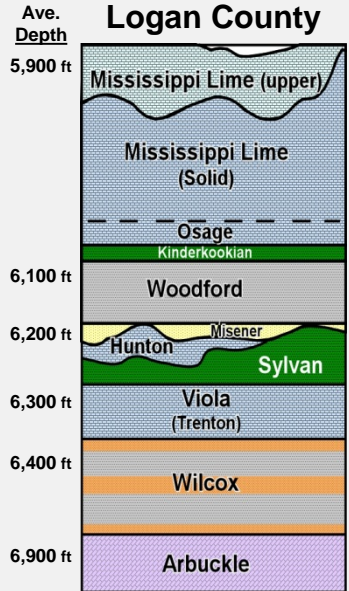 Ave.
Depth
Logan County
5,900 ft
Mississippi Lime (upper)
Mississippi Lime
(Solid)
Osage
Kinderkookian
6,100 ft
Woodford
6,200 ft
Misener
Hunton
Sylvan
6,300 ft
Viola
(Trenton)
6,400 ft
Wilcox
6,900 ft
Arbuckle